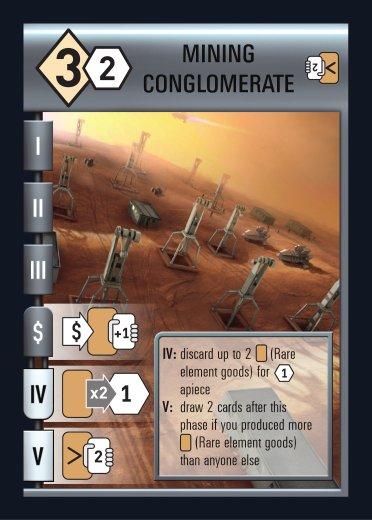 3 2
MINING
CONGLOMERATE
2 >
I
II
III
$ $ +1
IV x2 1
V > 2
IV: discard up to 2 (Rare
element goods) for 1
apiece
V: draw 2 cards after this
phase if you produced more
(Rare element goods)
than anyone else